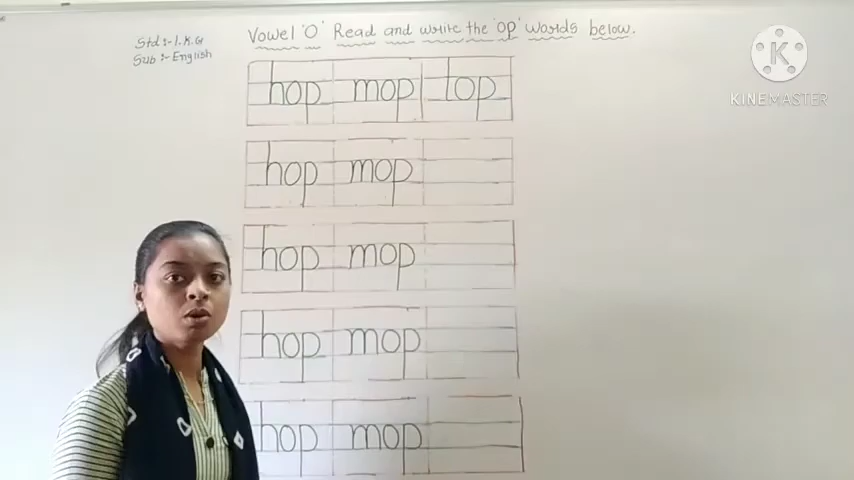 Vowel 'O' Read and write the 'op' words below.
Std :- L.K.G
Sub :- English
hop mop top
hop mop
hop mop
hop mop
hop mop
K
KINEMASTER